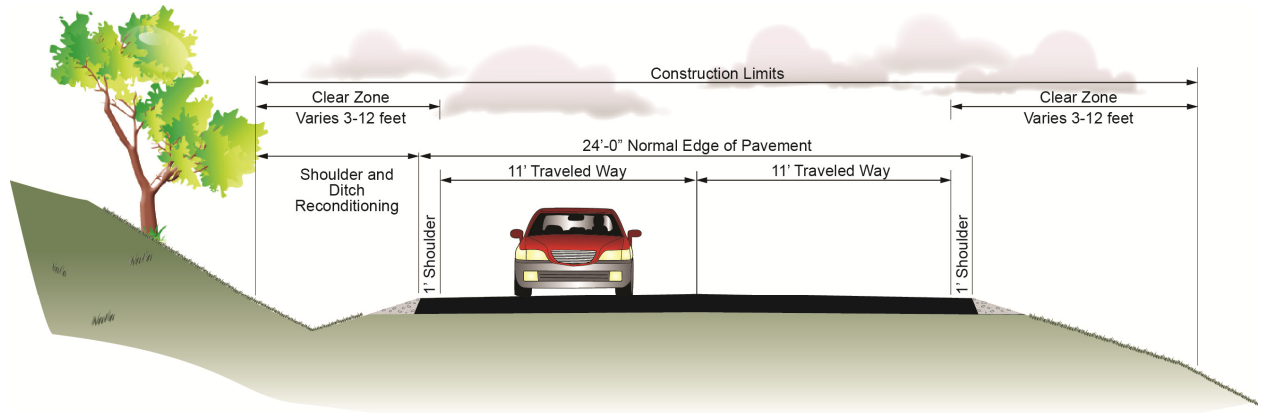 Construction Limits
Clear Zone
Varies 3-12 feet
Clear Zone
Varies 3-12 feet
24'-0" Normal Edge of Pavement
Shoulder and
Ditch
Reconditioning
11' Traveled Way
11' Traveled Way
1' Shoulder
1' Shoulder